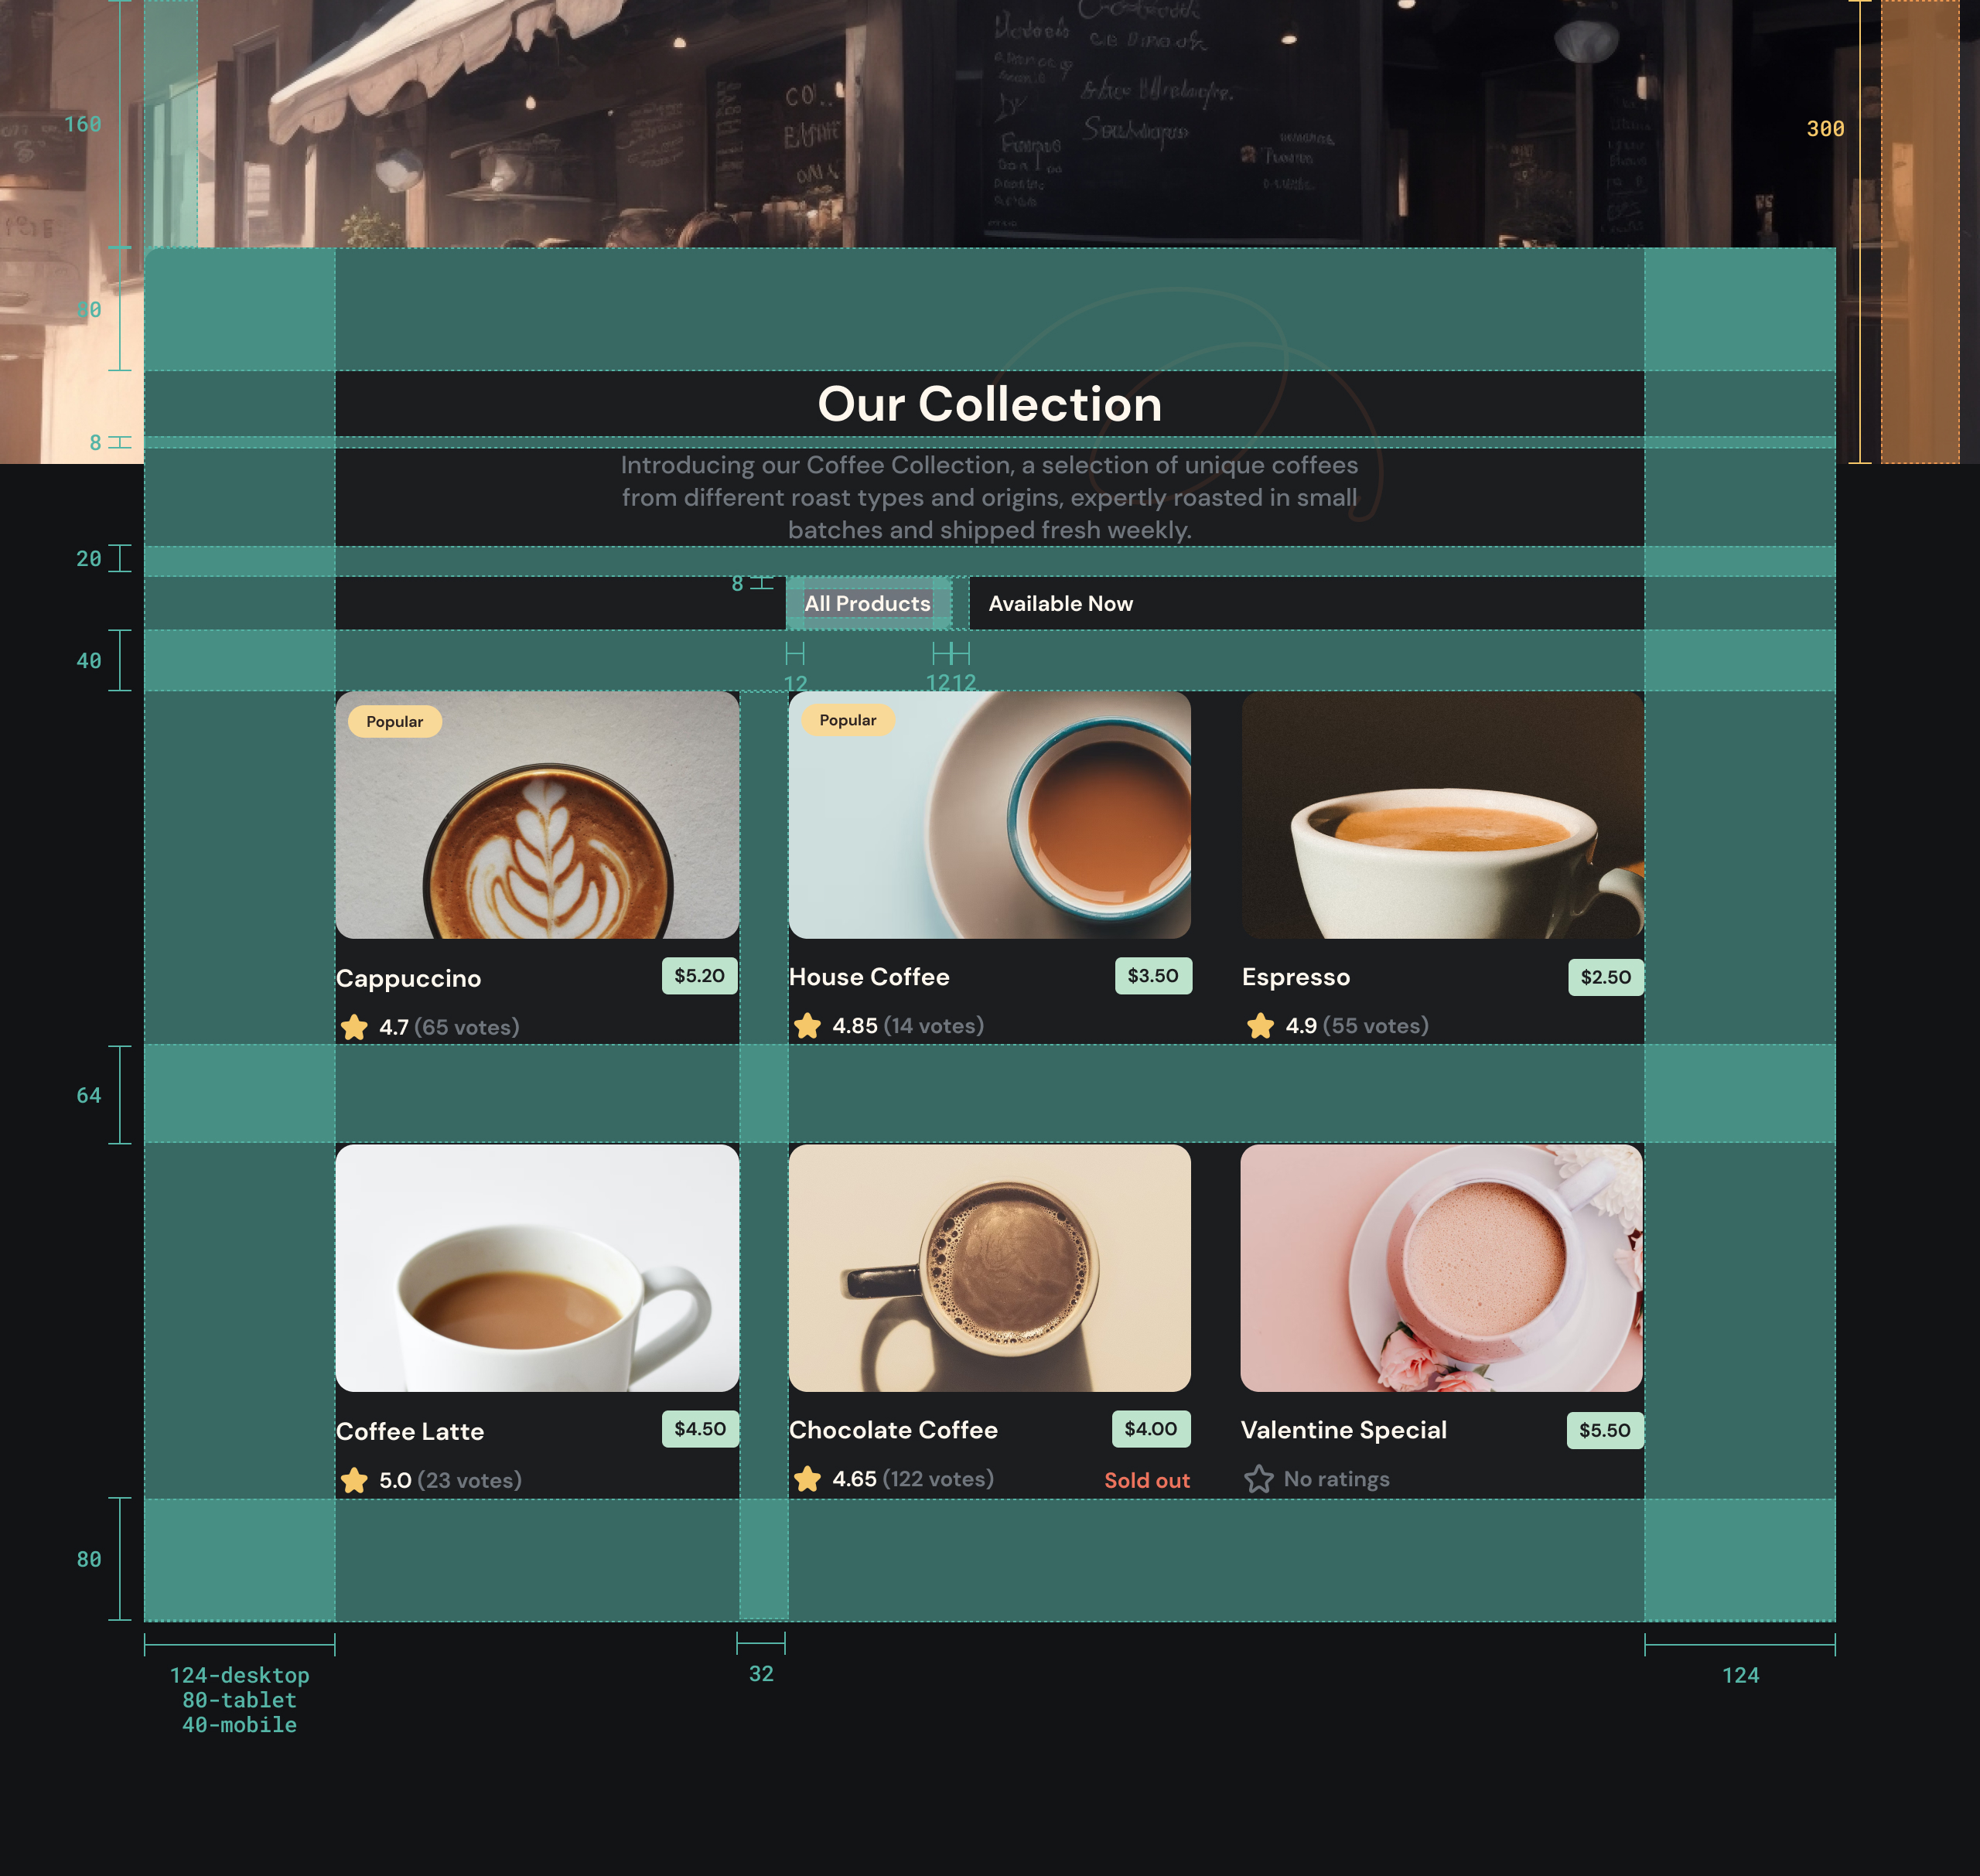 160
300
80
Our Collection
8
Introducing our Coffee Collection, a selection of unique coffees
from different roast types and origins, expertly roasted in small
batches and shipped fresh weekly.
20
8
All Products
Available Now
40
12
12
12
Popular
Popular
Cappuccino
$5.20
House Coffee
$3.50
Espresso
$2.50
4.7 (65 votes)
4.85 (14 votes)
4.9 (55 votes)
64
Coffee Latte
$4.50
Chocolate Coffee
$4.00
Valentine Special
$5.50
5.0 (23 votes)
4.65 (122 votes)
Sold out
No ratings
80
124-desktop
80-tablet
40-mobile
32
124